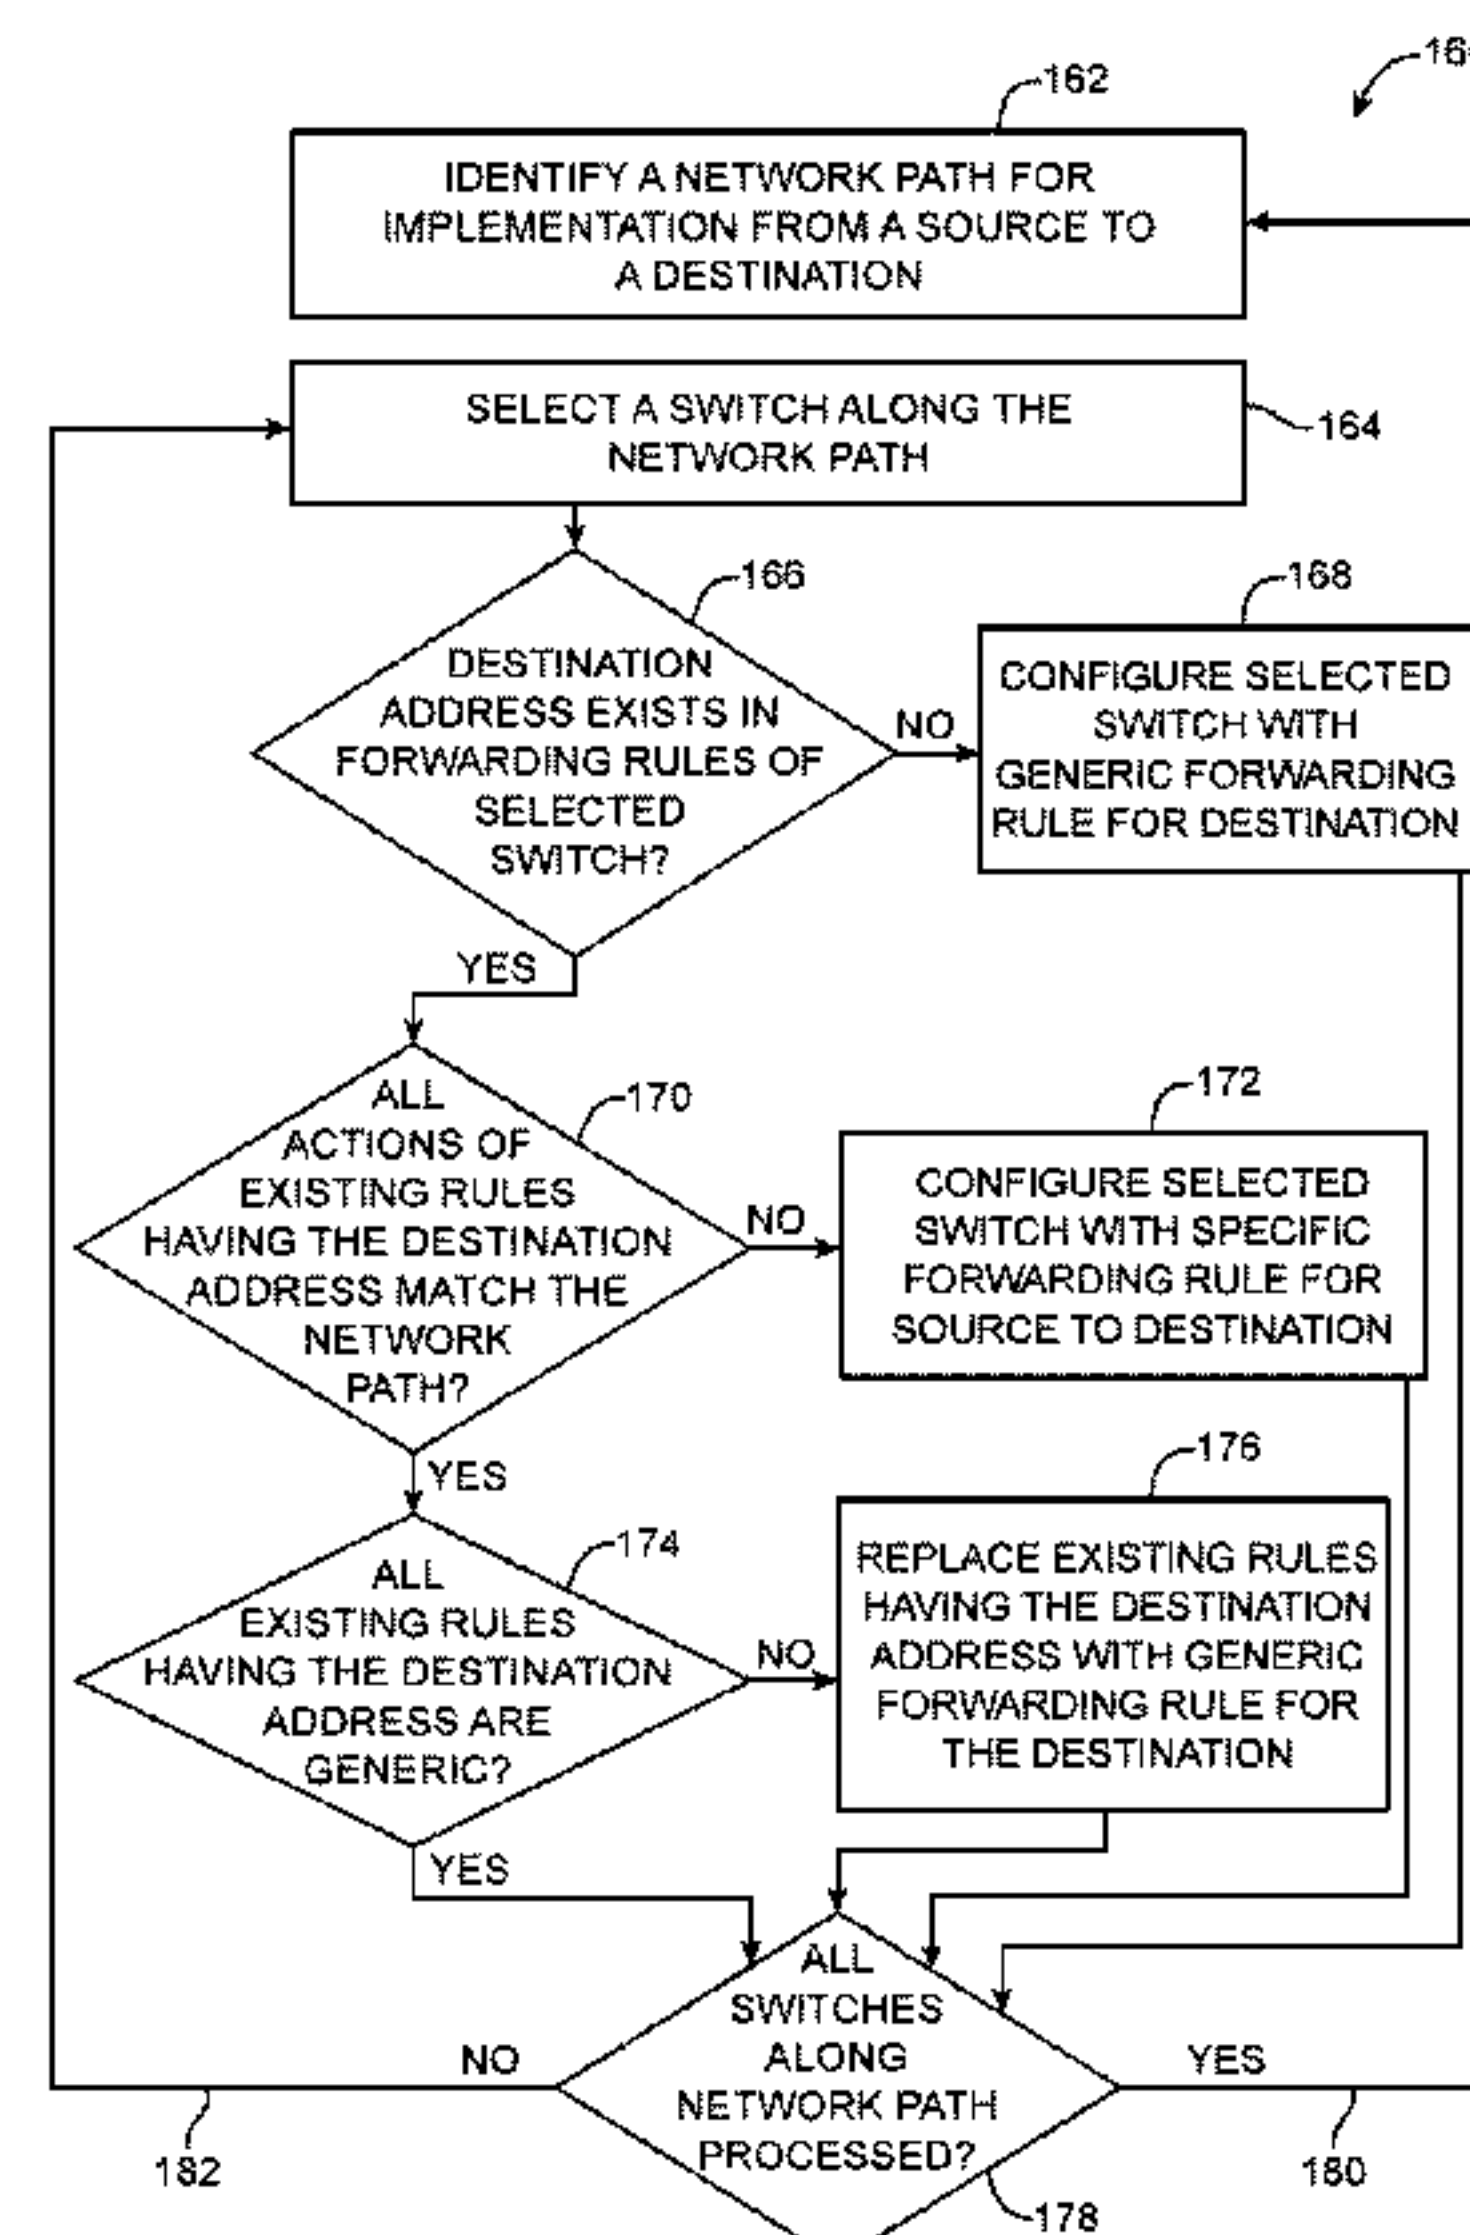 162
IDENTIFY A NETWORK PATH FOR
IMPLEMENTATION FROM A SOURCE TO
A DESTINATION
SELECT A SWITCH ALONG THE
NETWORK PATH
164
166
DESTINATION
ADDRESS EXISTS IN
FORWARDING RULES OF
SELECTED
SWITCH?
NO
168
CONFIGURE SELECTED
SWITCH WITH
GENERIC FORWARDING
RULE FOR DESTINATION
YES
170
ALL
ACTIONS OF
EXISTING RULES
HAVING THE DESTINATION
ADDRESS MATCH THE
NETWORK
PATH?
NO
172
CONFIGURE SELECTED
SWITCH WITH SPECIFIC
FORWARDING RULE FOR
SOURCE TO DESTINATION
YES
174
ALL
EXISTING RULES
HAVING THE DESTINATION
ADDRESS ARE
GENERIC?
NO
176
REPLACE EXISTING RULES
HAVING THE DESTINATION
ADDRESS WITH GENERIC
FORWARDING RULE FOR
THE DESTINATION
YES
ALL
SWITCHES
ALONG
NETWORK PATH
PROCESSED?
NO
YES
182
180
178